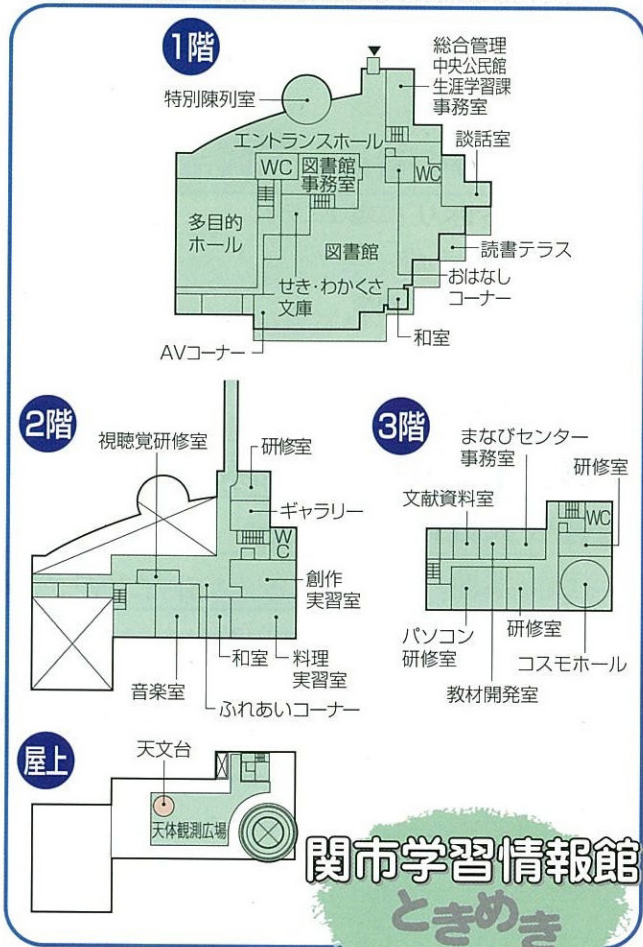 1階
総合管理
中央公民館
生涯学習課
事務室
特別陳列室
談話室
エントランスホール
WC
図書館
事務室
WC
多目的
ホール
図書館
読書テラス
せき・わかくさ
文庫
おはなし
コーナー
和室
AVコーナー
2階
視聴覚研修室
研修室
ギャラリー
WC
創作
実習室
和室
料理
実習室
音楽室
ふれあいコーナー
3階
まなびセンター
事務室
研修室
文献資料室
WC
パソコン
研修室
研修室
コスモホール
教材開発室
屋上
天文台
天体観測広場
関市学習情報館
ときめき